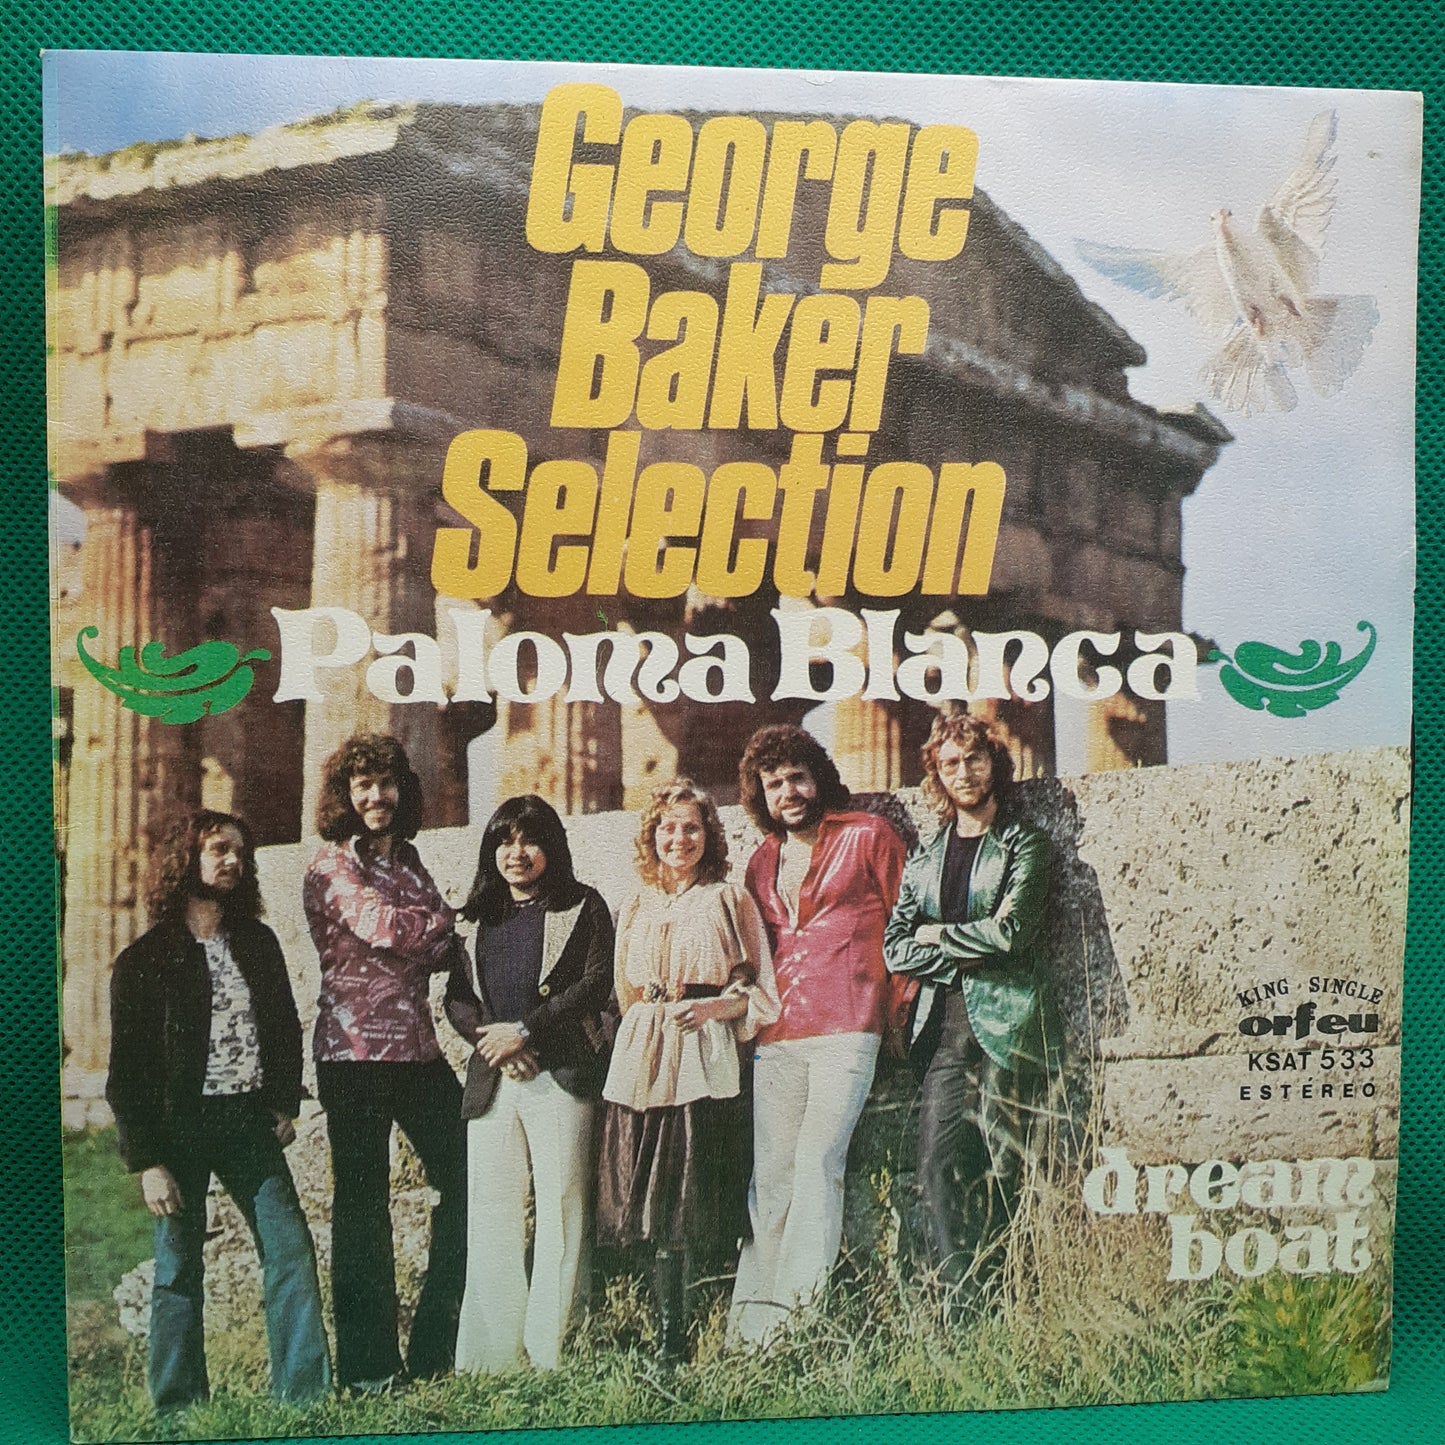 George
Baker
Selection
Paloma Blanca
KING SINGLE
orfeu
KSAT 533
ESTÉREO
dream
boat